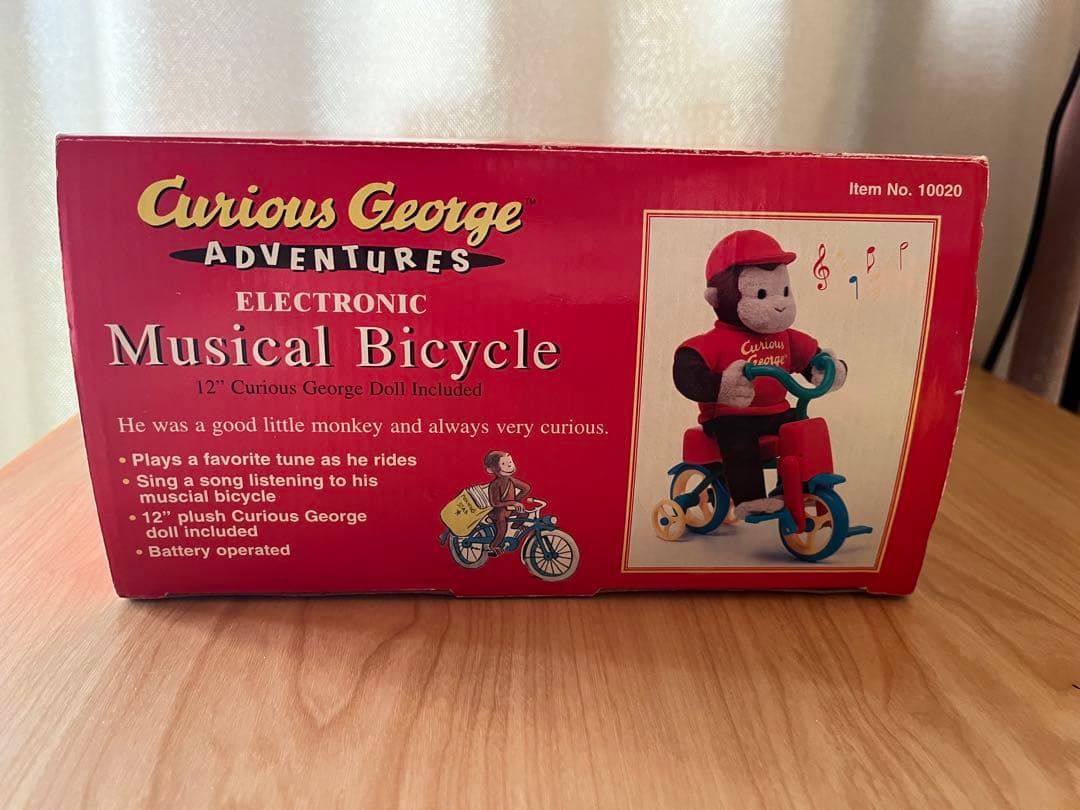 Curious George™
ADVENTURES
ELECTRONIC
Musical Bicycle
12” Curious George Doll Included
He was a good little monkey and always very curious.
• Plays a favorite tune as he rides
• Sing a song listening to his
muscial bicycle
• 12” plush Curious George
doll included
• Battery operated
Item No. 10020
Curious
George